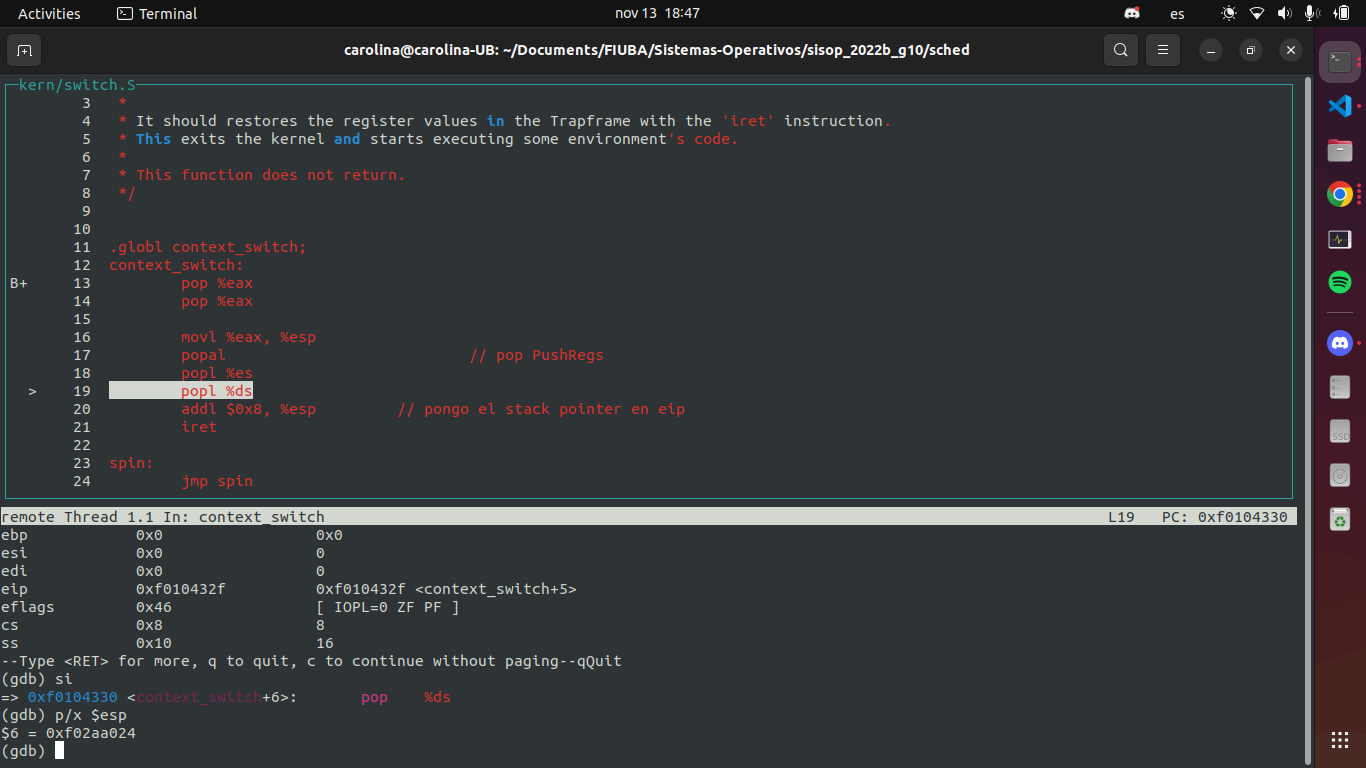 Activities Terminal nov 13 18:47 es
carolina@carolina-UB: ~/Documents/FIUBA/Sistemas-Operativos/sisop_2022b_g10/sched
kern/switch.S
3 *
4 * It should restores the register values in the Trapframe with the 'iret' instruction.
5 * This exits the kernel and starts executing some environment's code.
6 *
7 * This function does not return.
8 */
9
10
11 .globl context_switch;
12 context_switch:
B+ 13 pop %eax
14 pop %eax
15
16 movl %eax, %esp
17 popal // pop PushRegs
18 popl %es
> 19 popl %ds
20 addl $0x8, %esp // pongo el stack pointer en eip
21 iret
22
23 spin:
24 jmp spin
remote Thread 1.1 In: context_switch L19 PC: 0xf0104330
ebp 0x0 0x0
esi 0x0 0
edi 0x0 0
eip 0xf010432f 0xf010432f <context_switch+5>
eflags 0x46 [ IOPL=0 ZF PF ]
cs 0x8 8
ss 0x10 16
--Type <RET> for more, q to quit, c to continue without paging--qQuit
(gdb) si
=> 0xf0104330 <context_switch+6>: pop %ds
(gdb) p/x $esp
$6 = 0xf02aa024
(gdb)
SSD